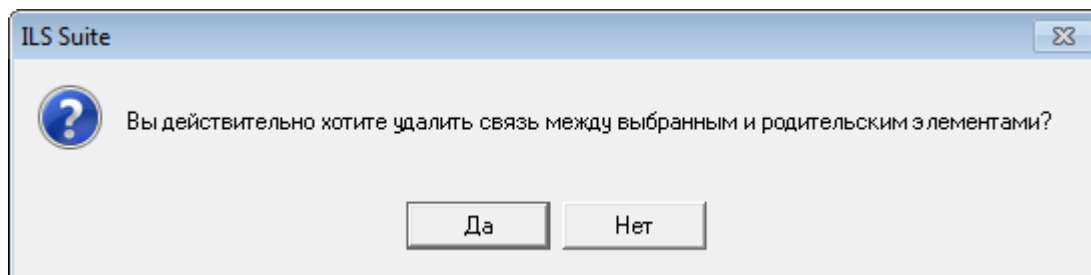 ILS Suite
Вы действительно хотите удалить связь между выбранным и родительским элементами?
Да
Нет